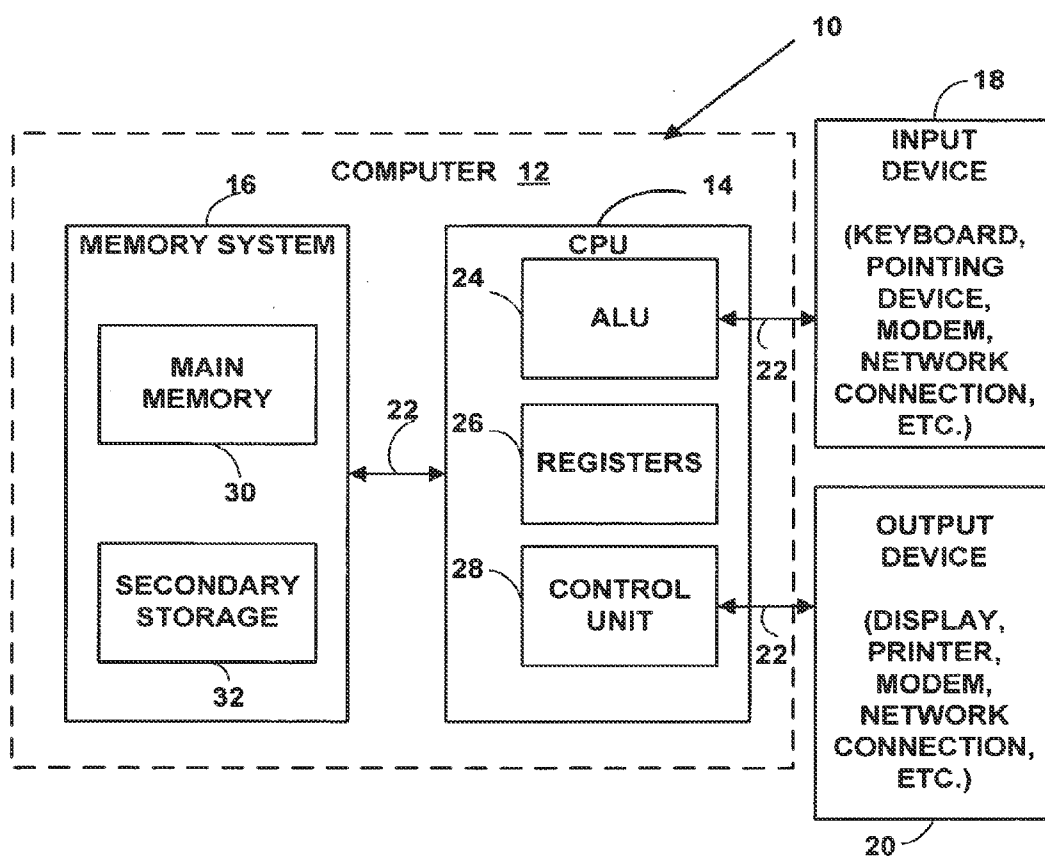 10
18
COMPUTER 12
16
14
MEMORY SYSTEM
CPU
24
ALU
22
MAIN
MEMORY
30
22
26
REGISTERS
SECONDARY
STORAGE
32
28
CONTROL
UNIT
22
INPUT
DEVICE
(KEYBOARD,
POINTING
DEVICE,
MODEM,
NETWORK
CONNECTION,
ETC.)
OUTPUT
DEVICE
(DISPLAY,
PRINTER,
MODEM,
NETWORK
CONNECTION,
ETC.)
20